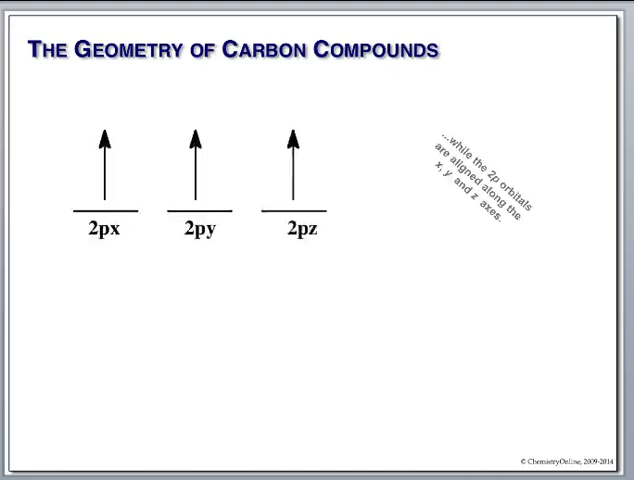 THE GEOMETRY OF CARBON COMPOUNDS
2px 2py 2pz
...while the 2p orbitals
are aligned along the
x, y and z axes.
© ChemistryOnline, 2009-2014